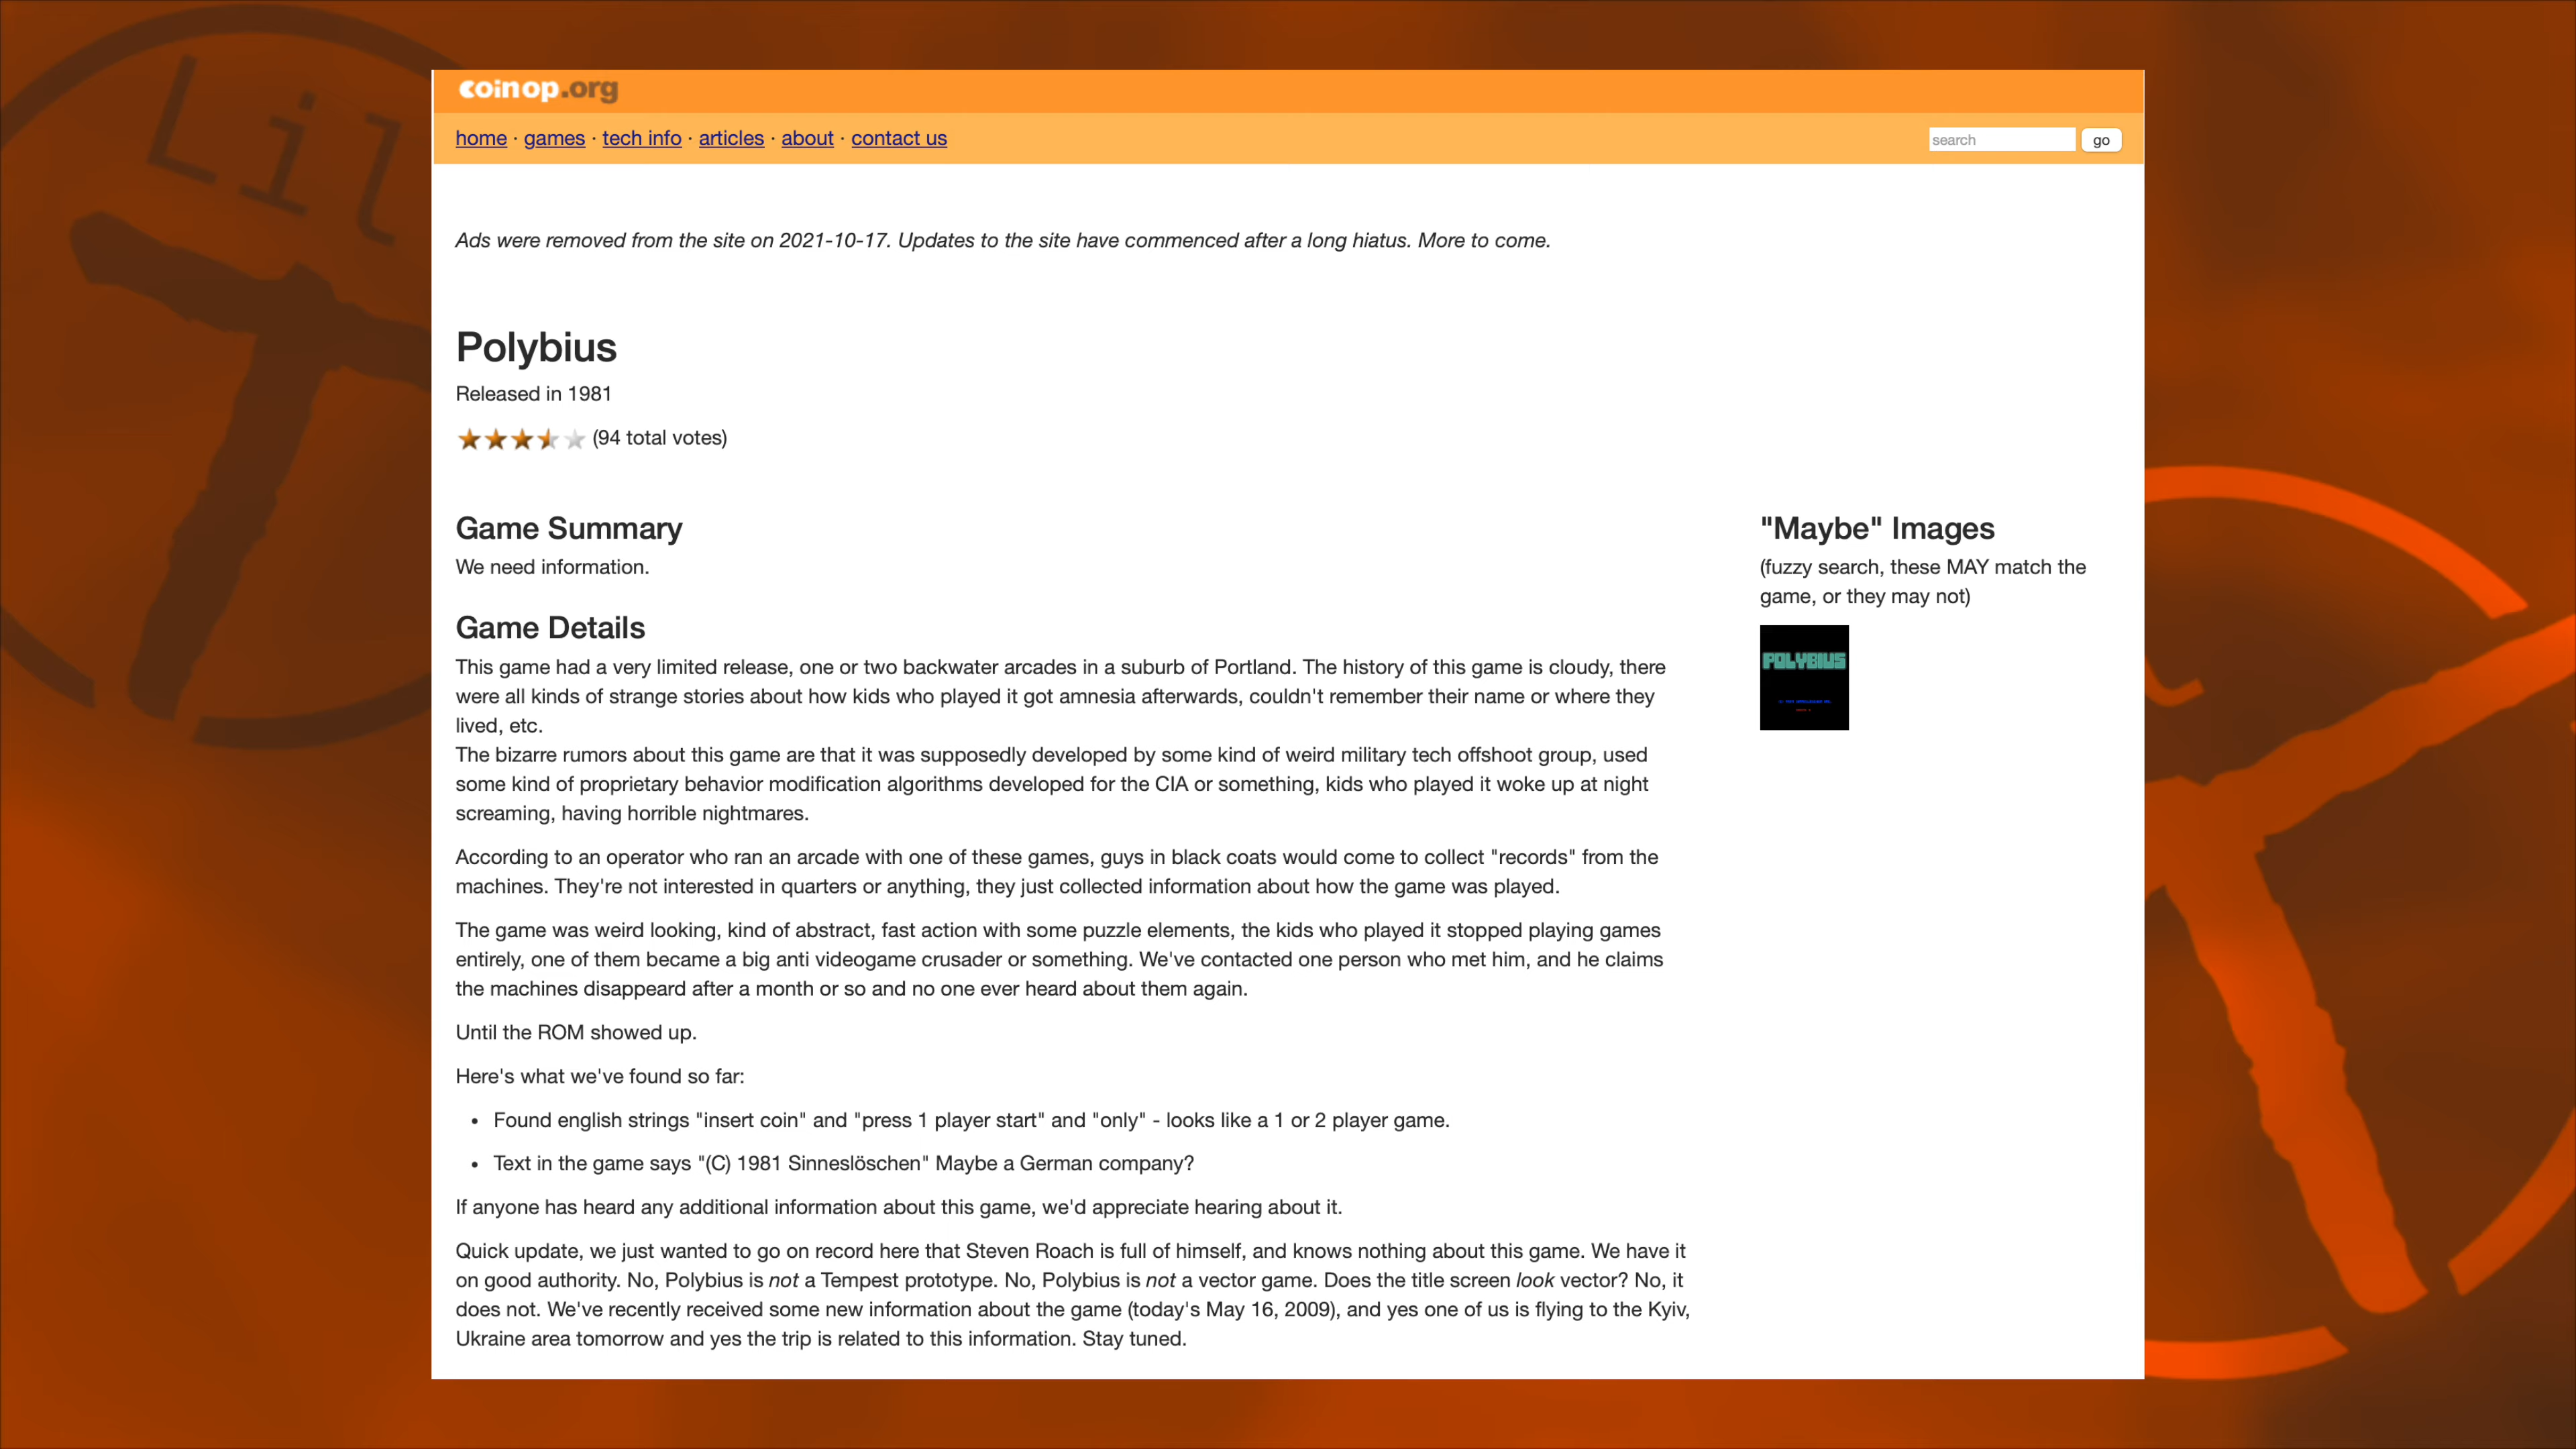 Lil
coinop.org
home · games · tech info · articles · about · contact us
search
go
Ads were removed from the site on 2021-10-17. Updates to the site have commenced after a long hiatus. More to come.
Polybius
Released in 1981
(94 total votes)
Game Summary
We need information.
Game Details
This game had a very limited release, one or two backwater arcades in a suburb of Portland. The history of this game is cloudy, there
were all kinds of strange stories about how kids who played it got amnesia afterwards, couldn't remember their name or where they
lived, etc.
The bizarre rumors about this game are that it was supposedly developed by some kind of weird military tech offshoot group, used
some kind of proprietary behavior modification algorithms developed for the CIA or something, kids who played it woke up at night
screaming, having horrible nightmares.
According to an operator who ran an arcade with one of these games, guys in black coats would come to collect "records" from the
machines. They're not interested in quarters or anything, they just collected information about how the game was played.
The game was weird looking, kind of abstract, fast action with some puzzle elements, the kids who played it stopped playing games
entirely, one of them became a big anti videogame crusader or something. We've contacted one person who met him, and he claims
the machines disappeard after a month or so and no one ever heard about them again.
Until the ROM showed up.
Here's what we've found so far:
• Found english strings "insert coin" and "press 1 player start" and "only" - looks like a 1 or 2 player game.
• Text in the game says "(C) 1981 Sinneslöschen" Maybe a German company?
If anyone has heard any additional information about this game, we'd appreciate hearing about it.
Quick update, we just wanted to go on record here that Steven Roach is full of himself, and knows nothing about this game. We have it
on good authority. No, Polybius is not a Tempest prototype. No, Polybius is not a vector game. Does the title screen look vector? No, it
does not. We've recently received some new information about the game (today's May 16, 2009), and yes one of us is flying to the Kyiv,
Ukraine area tomorrow and yes the trip is related to this information. Stay tuned.
"Maybe" Images
(fuzzy search, these MAY match the
game, or they may not)
POLYBIUS